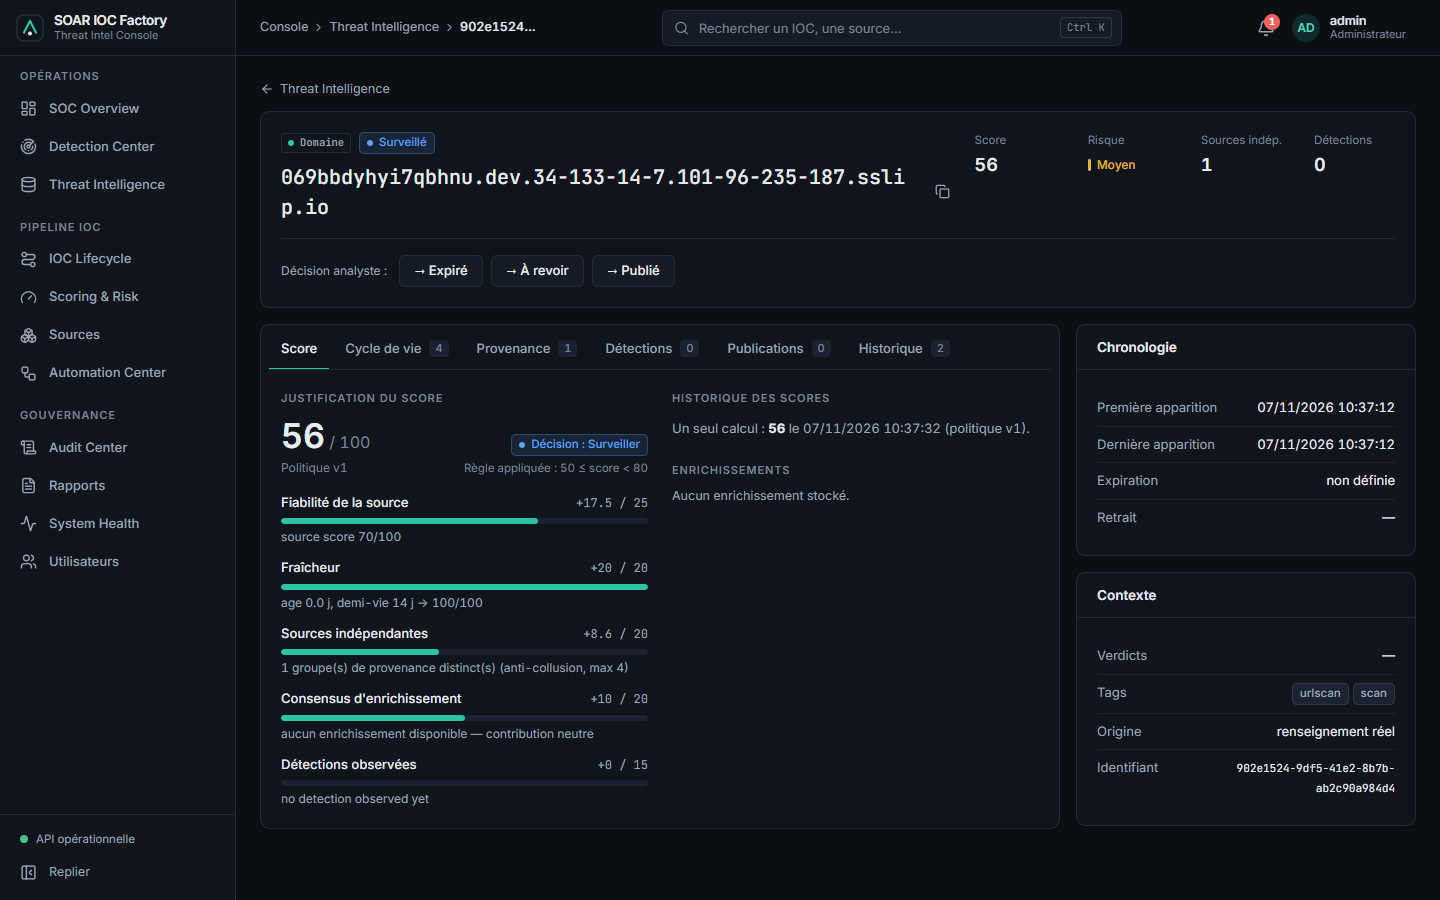 SOAR IOC Factory
Threat Intel Console
OPÉRATIONS
SOC Overview
Detection Center
Threat Intelligence
PIPELINE IOC
IOC Lifecycle
Scoring & Risk
Sources
Automation Center
GOUVERNANCE
Audit Center
Rapports
System Health
Utilisateurs
API opérationnelle
Replier
Console > Threat Intelligence > 902e1524...
Rechercher un IOC, une source...
Ctrl K
1
AD
admin
Administrateur
← Threat Intelligence
Domaine
Surveillé
069bbdyhyi7qbhnu.dev.34-133-14-7.101-96-235-187.ssli
p.io
Score
56
Risque
Moyen
Sources indép.
1
Détections
0
Décision analyste :
→ Expiré
→ À revoir
→ Publié
Score
Cycle de vie 4
Provenance 1
Détections 0
Publications 0
Historique 2
JUSTIFICATION DU SCORE
56 / 100
Décision : Surveiller
Politique v1
Règle appliquée : 50 ≤ score < 80
Fiabilité de la source
+17.5 / 25
source score 70/100
Fraîcheur
+20 / 20
age 0.0 j, demi-vie 14 j → 100/100
Sources indépendantes
+8.6 / 20
1 groupe(s) de provenance distinct(s) (anti-collusion, max 4)
Consensus d'enrichissement
+10 / 20
aucun enrichissement disponible — contribution neutre
Détections observées
+0 / 15
no detection observed yet
HISTORIQUE DES SCORES
Un seul calcul : 56 le 07/11/2026 10:37:32 (politique v1).
ENRICHISSEMENTS
Aucun enrichissement stocké.
Chronologie
Première apparition
07/11/2026 10:37:12
Dernière apparition
07/11/2026 10:37:12
Expiration
non définie
Retrait
—
Contexte
Verdicts
—
Tags
urlscan
scan
Origine
renseignement réel
Identifiant
902e1524-9df5-41e2-8b7b-
ab2c90a984d4